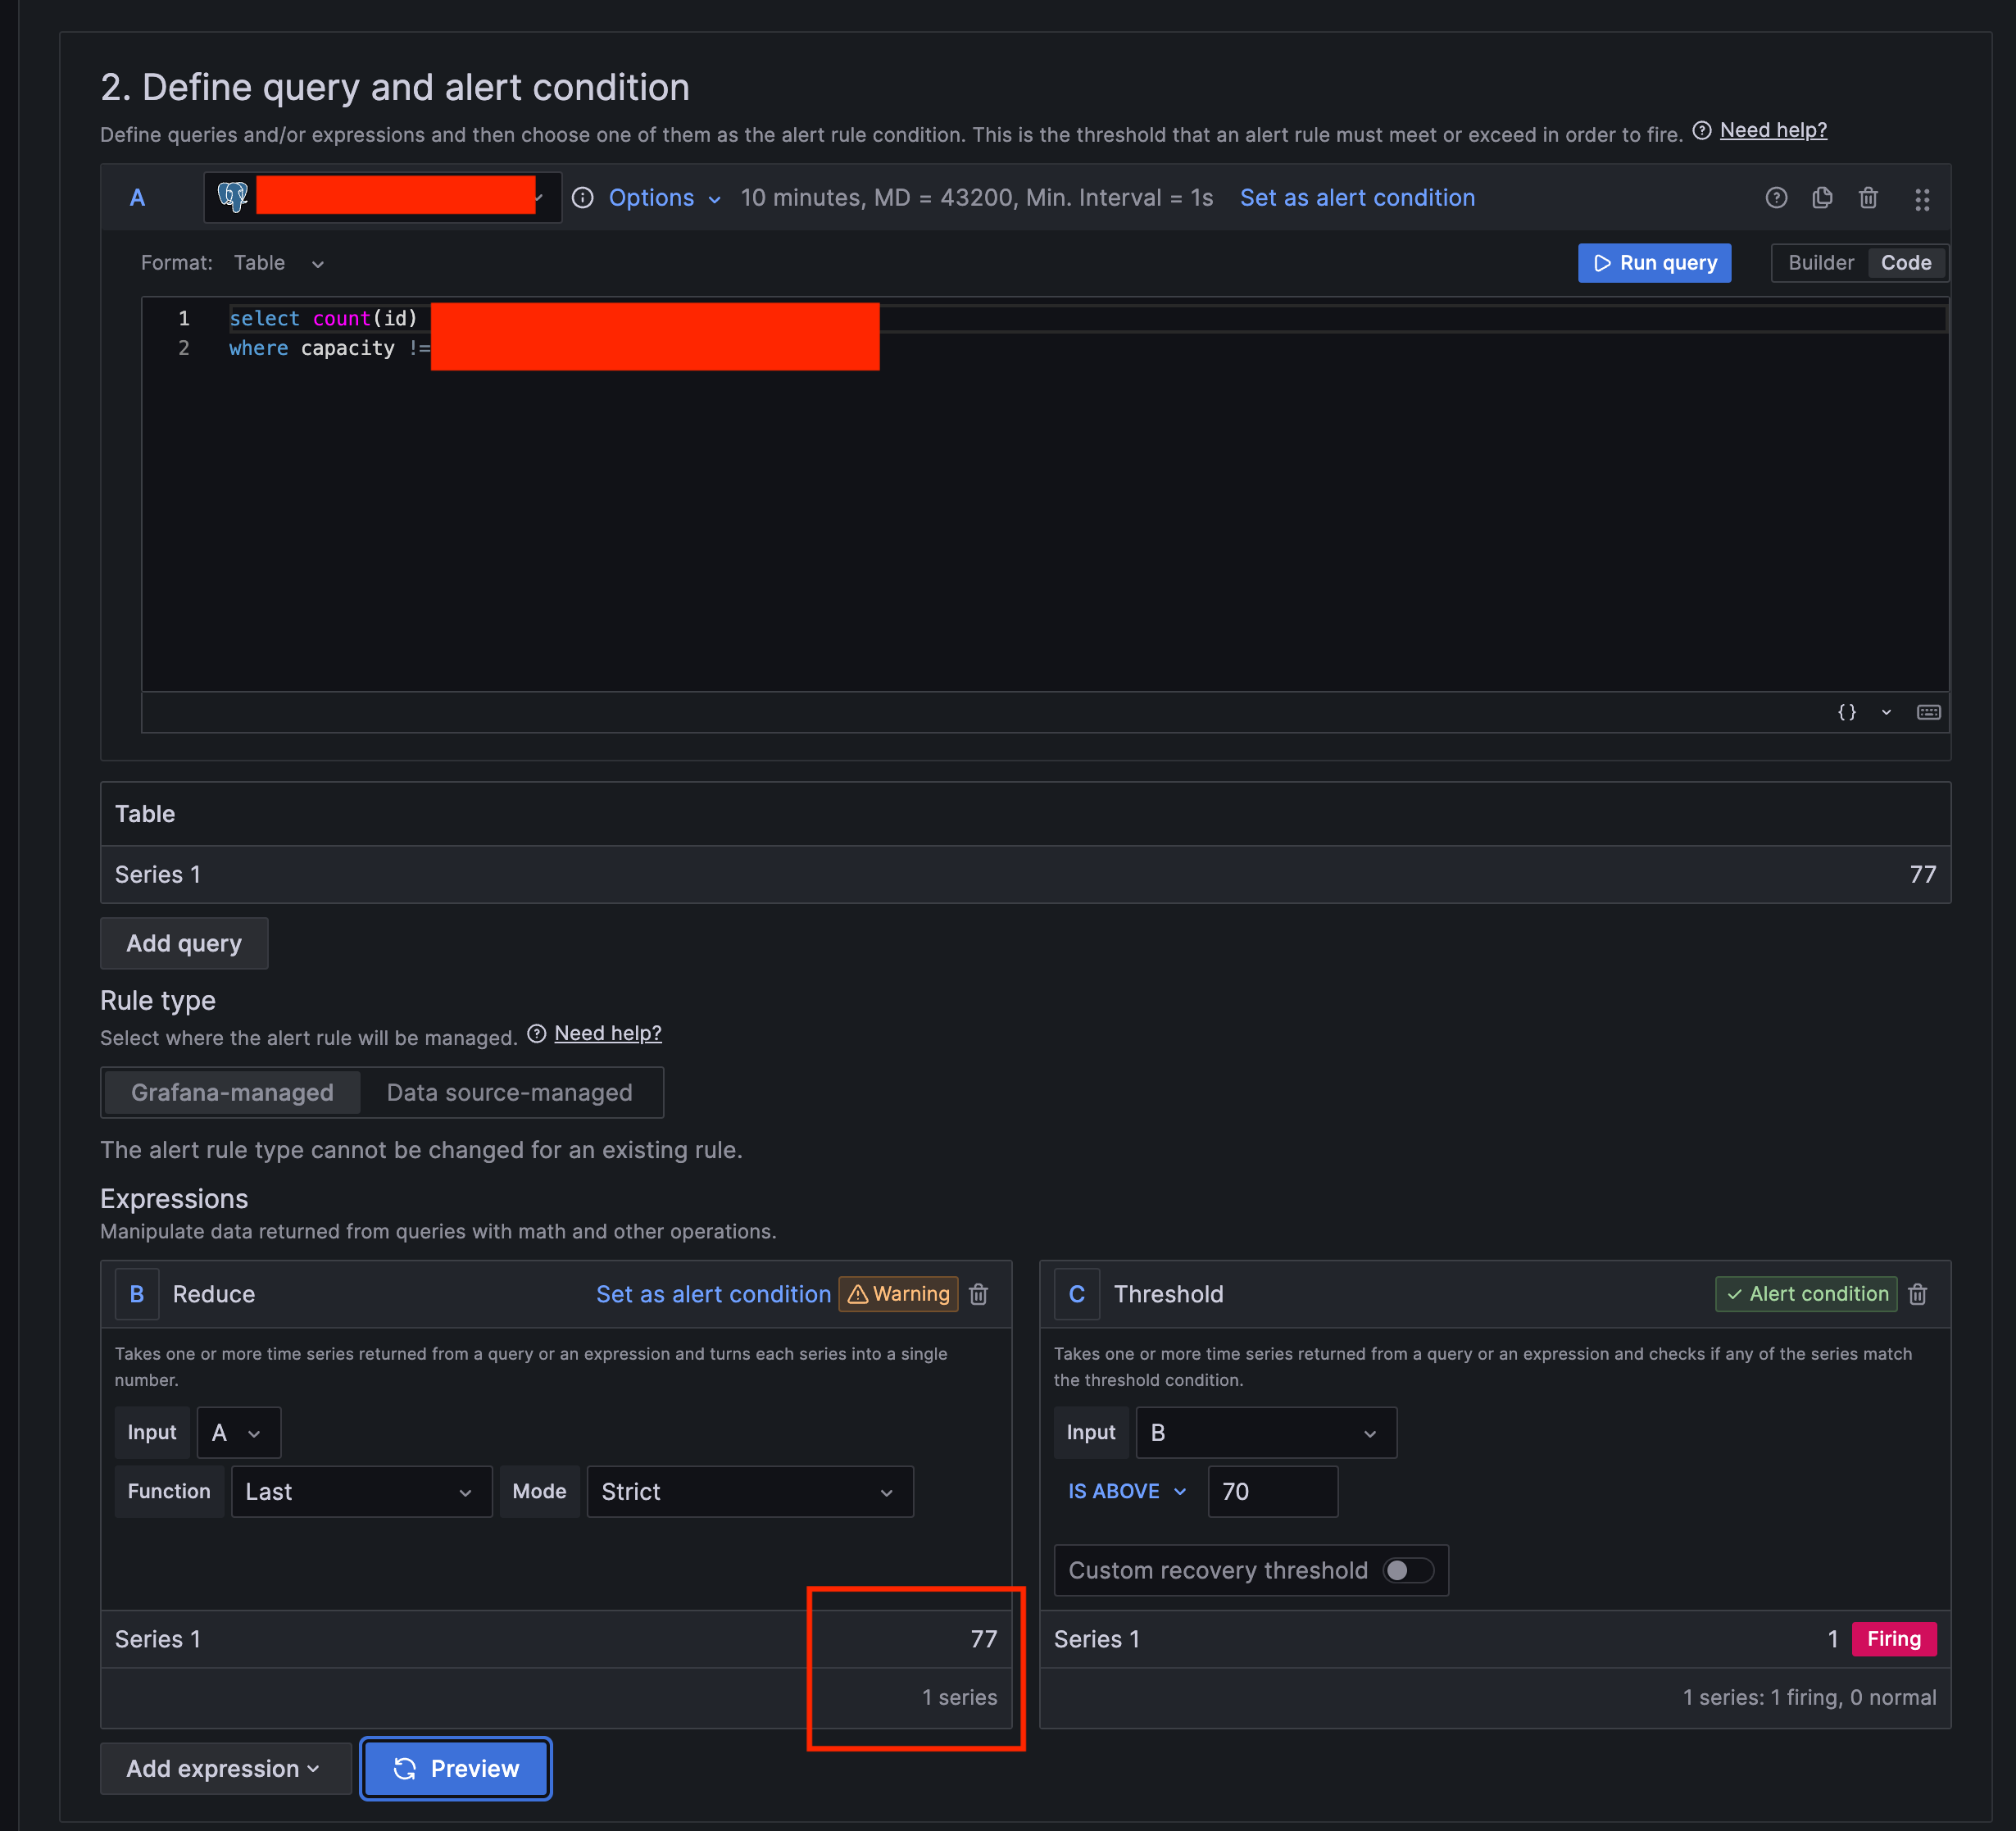 2. Define query and alert condition
Define queries and/or expressions and then choose one of them as the alert rule condition. This is the threshold that an alert rule must meet or exceed in order to fire. Need help?
A Options 10 minutes, MD = 43200, Min. Interval = 1s Set as alert condition
Format: Table Run query Builder Code
1 select count(id)
2 where capacity !=
{}
Table
Series 1 77
Add query
Rule type
Select where the alert rule will be managed. Need help?
Grafana-managed Data source-managed
The alert rule type cannot be changed for an existing rule.
Expressions
Manipulate data returned from queries with math and other operations.
B Reduce Set as alert condition Warning
Takes one or more time series returned from a query or an expression and turns each series into a single
number.
Input A
Function Last Mode Strict
Series 1 77
1 series
C Threshold Alert condition
Takes one or more time series returned from a query or an expression and checks if any of the series match
the threshold condition.
Input B
IS ABOVE 70
Custom recovery threshold
Series 1 1 Firing
1 series: 1 firing, 0 normal
Add expression Preview